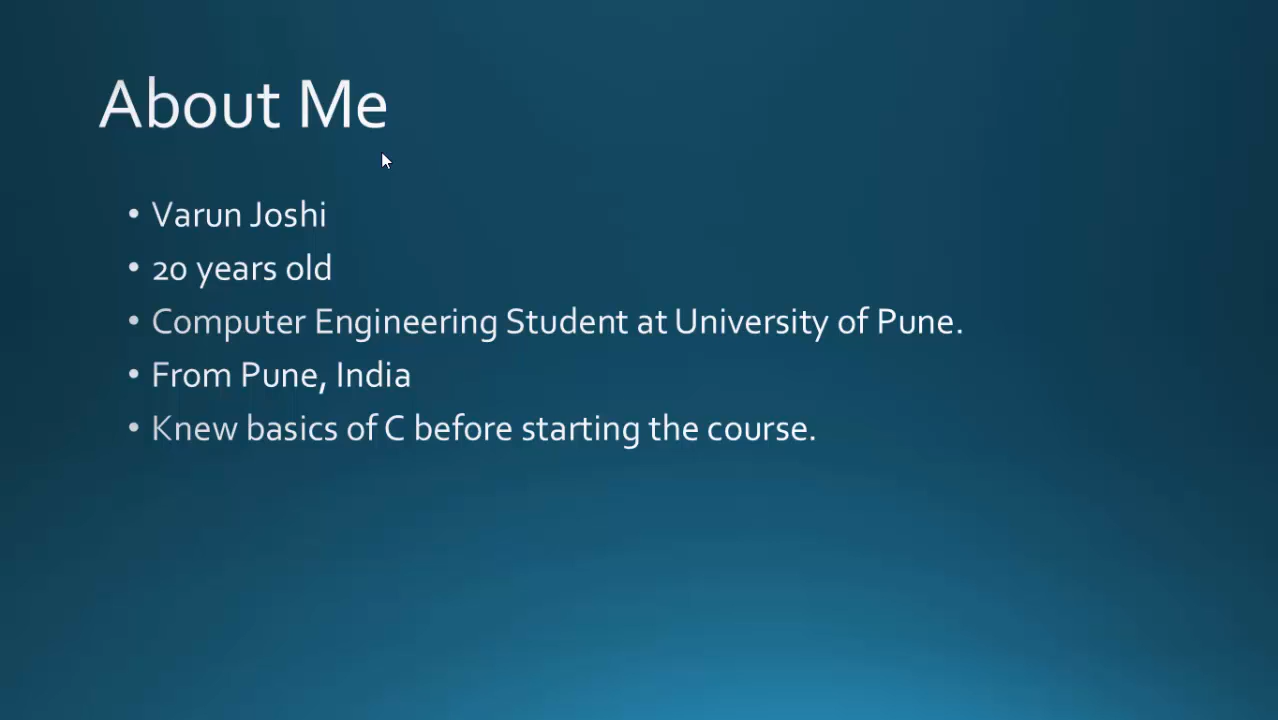 About Me
• Varun Joshi
• 20 years old
• Computer Engineering Student at University of Pune.
• From Pune, India
• Knew basics of C before starting the course.